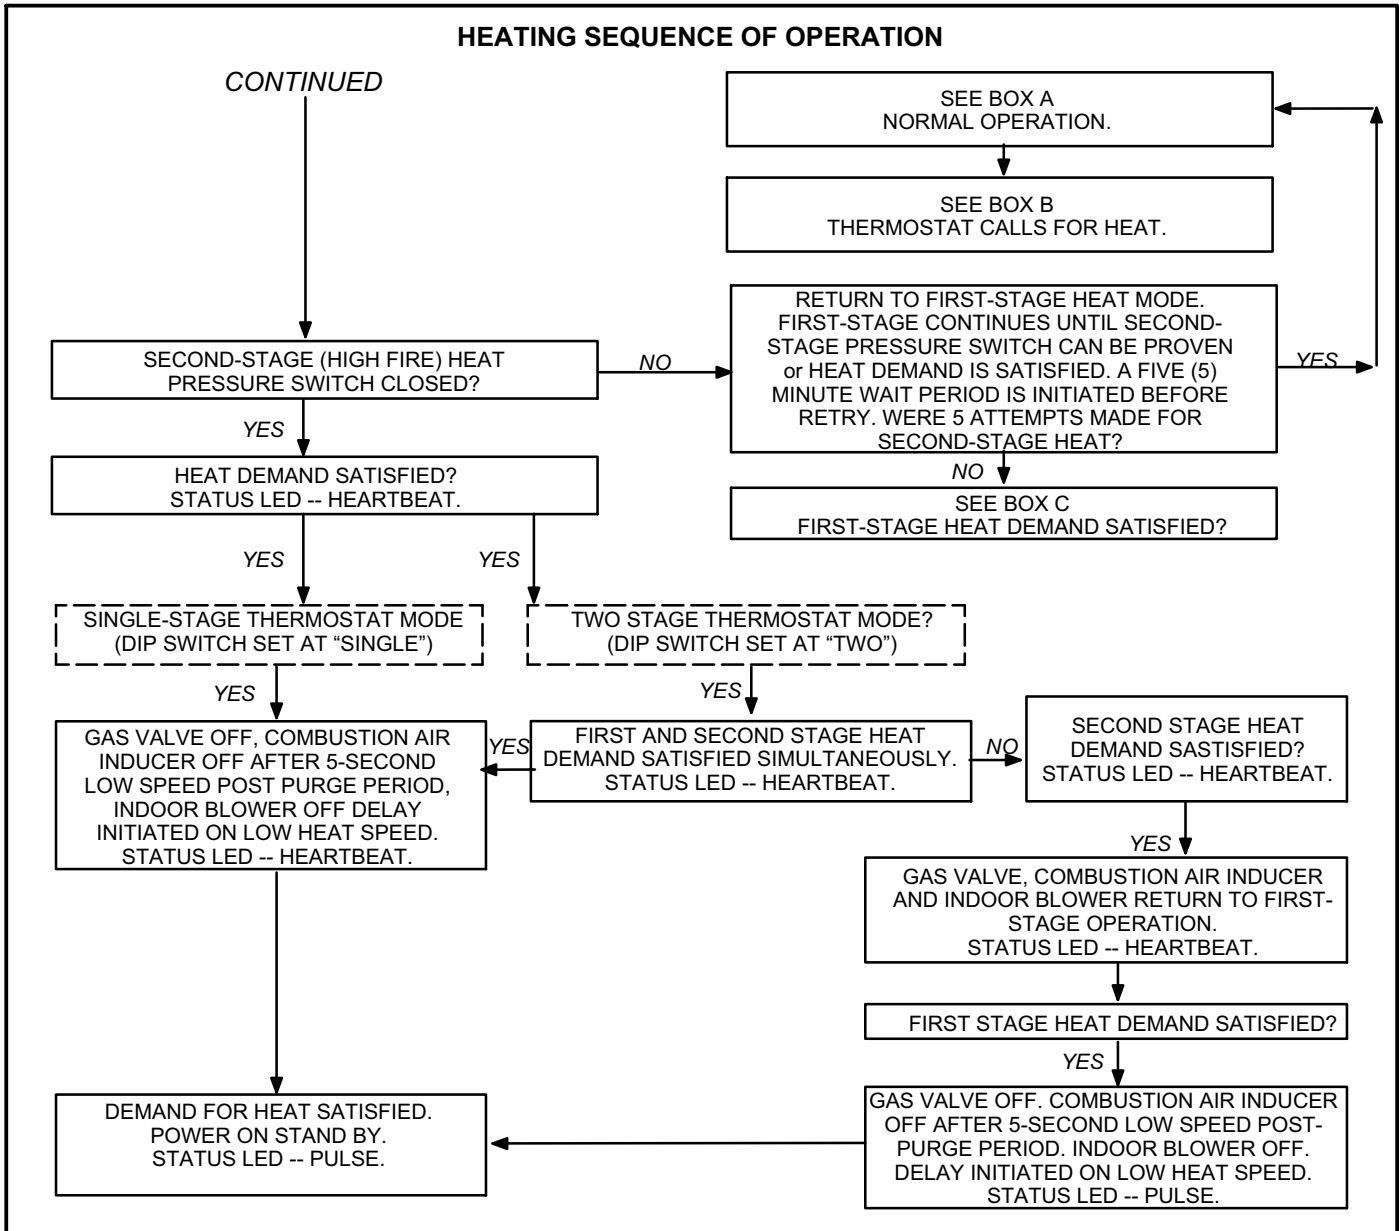 HEATING SEQUENCE OF OPERATION
CONTINUED
SEE BOX A
NORMAL OPERATION.
SEE BOX B
THERMOSTAT CALLS FOR HEAT.
SECOND-STAGE (HIGH FIRE) HEAT
PRESSURE SWITCH CLOSED?
NO
RETURN TO FIRST-STAGE HEAT MODE.
FIRST-STAGE CONTINUES UNTIL SECOND-
STAGE PRESSURE SWITCH CAN BE PROVEN
or HEAT DEMAND IS SATISFIED. A FIVE (5)
MINUTE WAIT PERIOD IS INITIATED BEFORE
RETRY. WERE 5 ATTEMPTS MADE FOR
SECOND-STAGE HEAT?
YES
YES
NO
HEAT DEMAND SATISFIED?
STATUS LED -- HEARTBEAT.
SEE BOX C
FIRST-STAGE HEAT DEMAND SATISFIED?
YES
YES
SINGLE-STAGE THERMOSTAT MODE
(DIP SWITCH SET AT “SINGLE”)
TWO STAGE THERMOSTAT MODE?
(DIP SWITCH SET AT “TWO”)
YES
YES
GAS VALVE OFF, COMBUSTION AIR
INDUCER OFF AFTER 5-SECOND
LOW SPEED POST PURGE PERIOD,
INDOOR BLOWER OFF DELAY
INITIATED ON LOW HEAT SPEED.
STATUS LED -- HEARTBEAT.
YES
FIRST AND SECOND STAGE HEAT
DEMAND SATISFIED SIMULTANEOUSLY.
STATUS LED -- HEARTBEAT.
NO
SECOND STAGE HEAT
DEMAND SASTISFIED?
STATUS LED -- HEARTBEAT.
YES
GAS VALVE, COMBUSTION AIR INDUCER
AND INDOOR BLOWER RETURN TO FIRST-
STAGE OPERATION.
STATUS LED -- HEARTBEAT.
FIRST STAGE HEAT DEMAND SATISFIED?
YES
DEMAND FOR HEAT SATISFIED.
POWER ON STAND BY.
STATUS LED -- PULSE.
GAS VALVE OFF. COMBUSTION AIR INDUCER
OFF AFTER 5-SECOND LOW SPEED POST-
PURGE PERIOD. INDOOR BLOWER OFF.
DELAY INITIATED ON LOW HEAT SPEED.
STATUS LED -- PULSE.